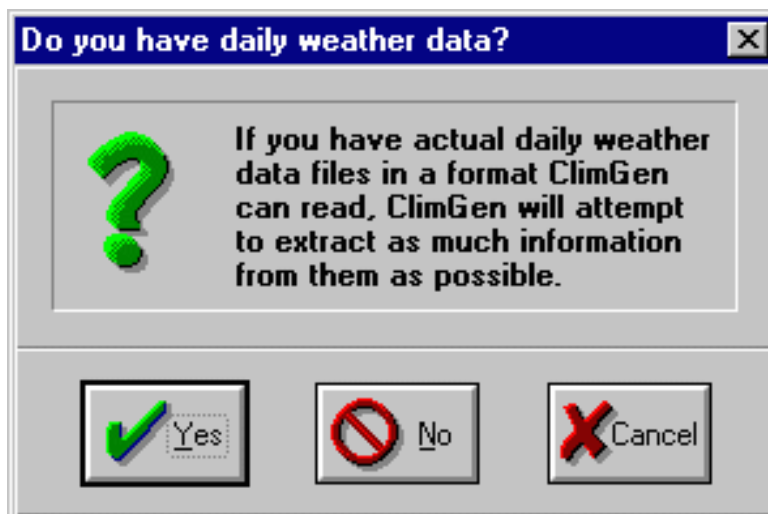 Do you have daily weather data?
If you have actual daily weather
data files in a format ClimGen
can read, ClimGen will attempt
to extract as much information
from them as possible.
Yes
No
Cancel